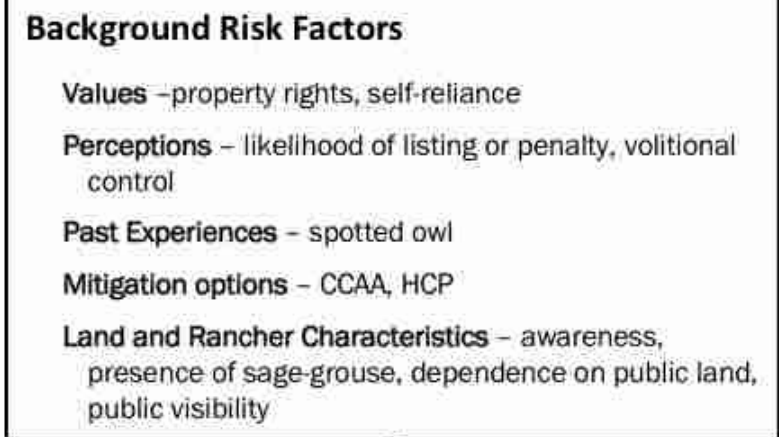 Background Risk Factors
Values –property rights, self-reliance
Perceptions – likelihood of listing or penalty, volitional
control
Past Experiences – spotted owl
Mitigation options – CCAA, HCP
Land and Rancher Characteristics – awareness,
presence of sage-grouse, dependence on public land,
public visibility